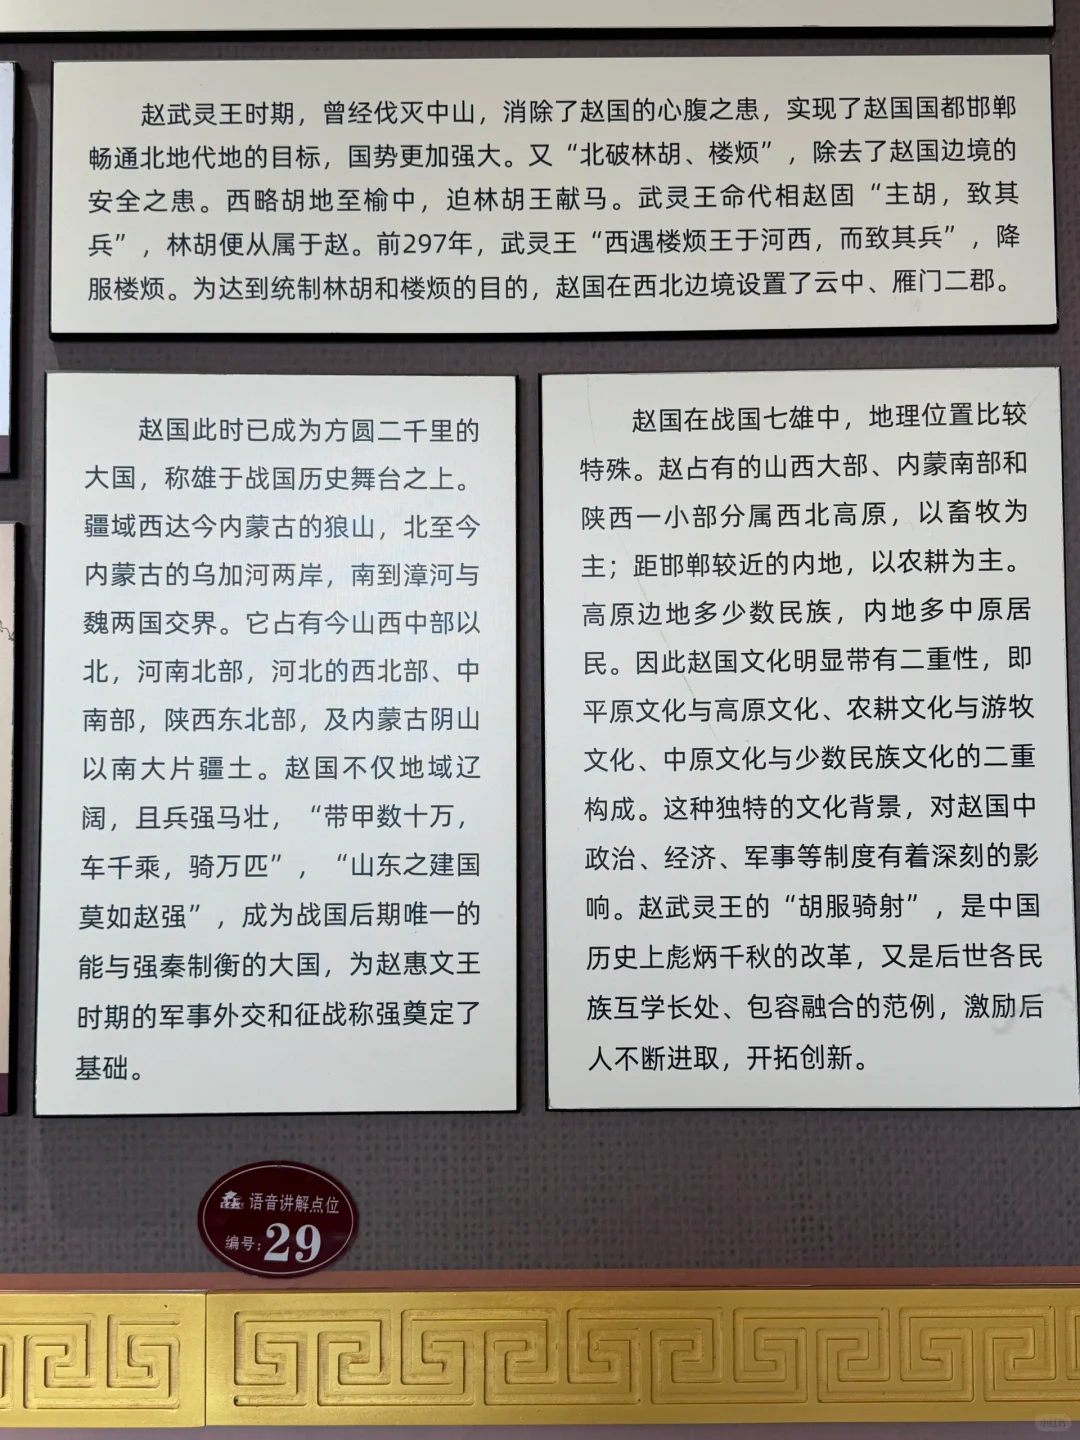 赵武灵王时期，曾经伐灭中山，消除了赵国的心腹之患，实现了赵国国都邯郸
畅通北地代地的目标，国势更加强大。又“北破林胡、楼烦”，除去了赵国边境的
安全之患。西略胡地至榆中，迫林胡王献马。武灵王命代相赵固“主胡，致其
兵”，林胡便从属于赵。前297年，武灵王“西遇楼烦王于河西，而致其兵”，降
服楼烦。为达到统制林胡和楼烦的目的，赵国在西北边境设置了云中、雁门二郡。
赵国此时已成为方圆二千里的
大国，称雄于战国历史舞台之上。
疆域西达今内蒙古的狼山，北至今
内蒙古的乌加河两岸，南到漳河与
魏两国交界。它占有今山西中部以
北，河南北部，河北的西北部、中
南部，陕西东北部，及内蒙古阴山
以南大片疆土。赵国不仅地域辽
阔，且兵强马壮，“带甲数十万，
车千乘，骑万匹”，“山东之建国
莫如赵强”，成为战国后期唯一的
能与强秦制衡的大国，为赵惠文王
时期的军事外交和征战称强奠定了
基础。
赵国在战国七雄中，地理位置比较
特殊。赵占有的山西大部、内蒙南部和
陕西一小部分属西北高原，以畜牧为
主；距邯郸较近的内地，以农耕为主。
高原边地多少数民族，内地多中原居
民。因此赵国文化明显带有二重性，即
平原文化与高原文化、农耕文化与游牧
文化、中原文化与少数民族文化的二重
构成。这种独特的文化背景，对赵国中
政治、经济、军事等制度有着深刻的影
响。赵武灵王的“胡服骑射”，是中国
历史上彪炳千秋的改革，又是后世各民
族互学长处、包容融合的范例，激励后
人不断进取，开拓创新。
语音讲解点位
编号：29
小红书